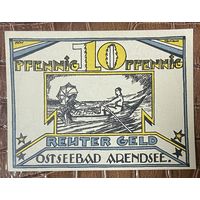 PFENNIG 10 PFENNIG
REUTER GELD
OSTSEEBAD ARENDSEE.